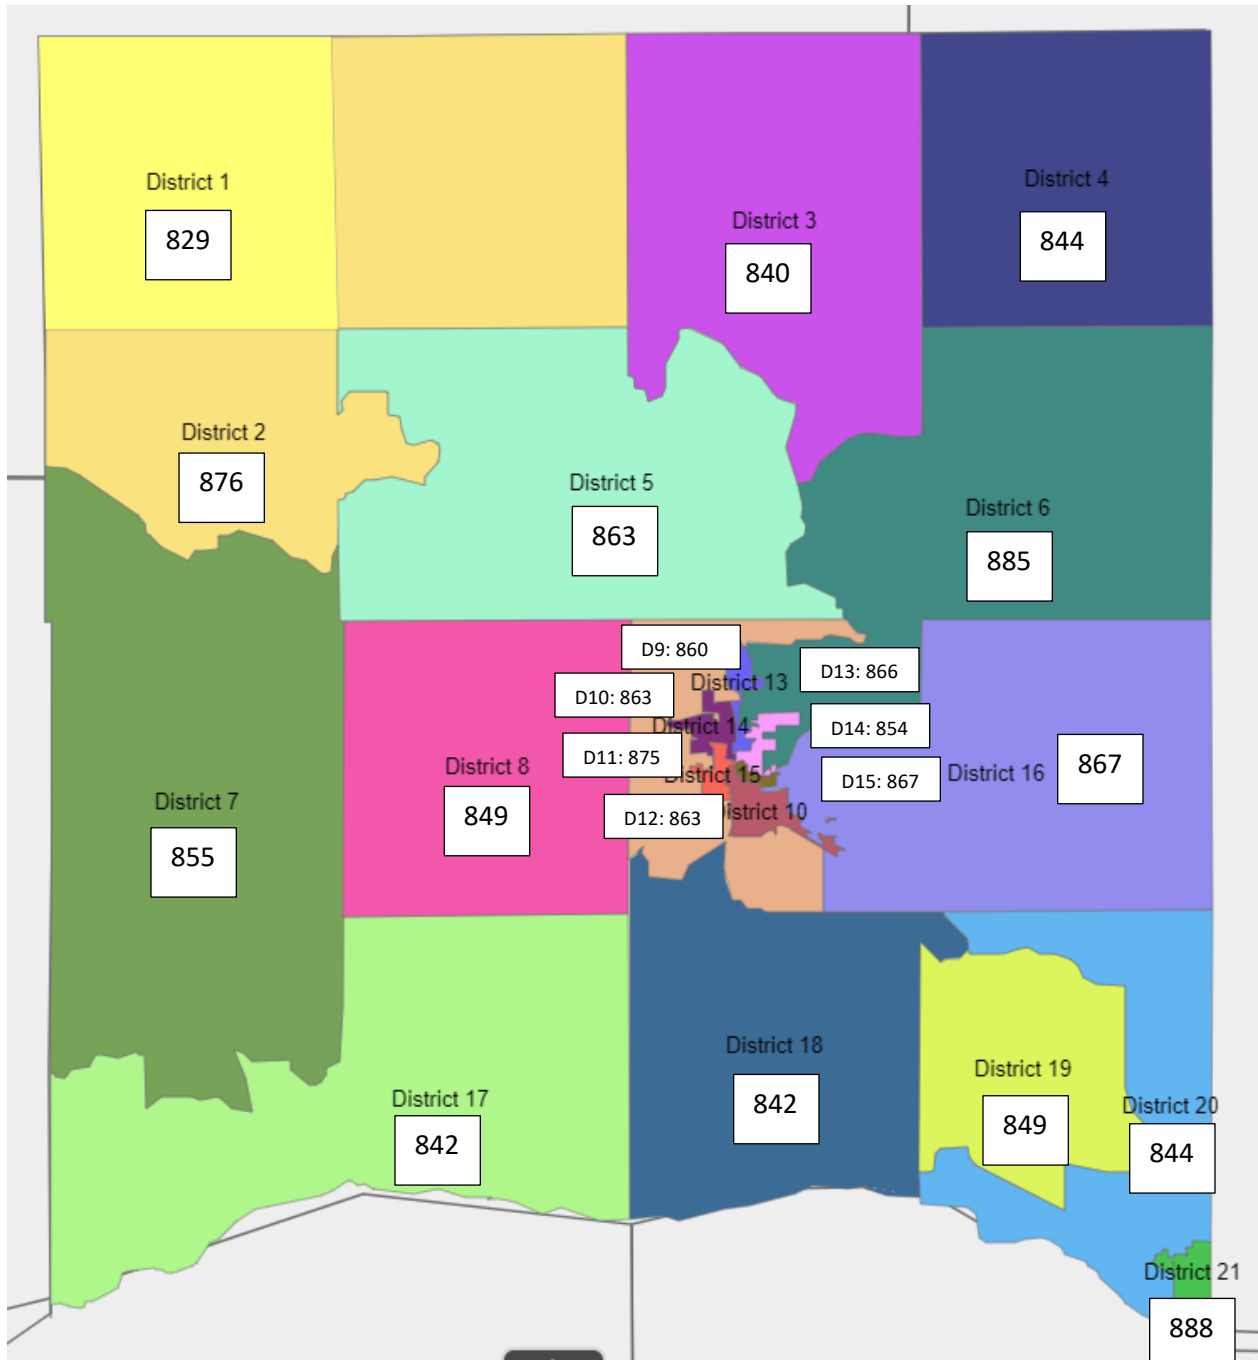 District 1
829
District 4
844
District 3
840
District 2
876
District 5
863
District 6
885
D9: 860
D13: 866
District 13
D10: 863
D14: 854
District 14
D11: 875
District 15
D15: 867
District 16
867
District 8
849
District 7
855
D12: 863
District 10
District 18
842
District 19
849
District 17
842
District 20
844
District 21
888